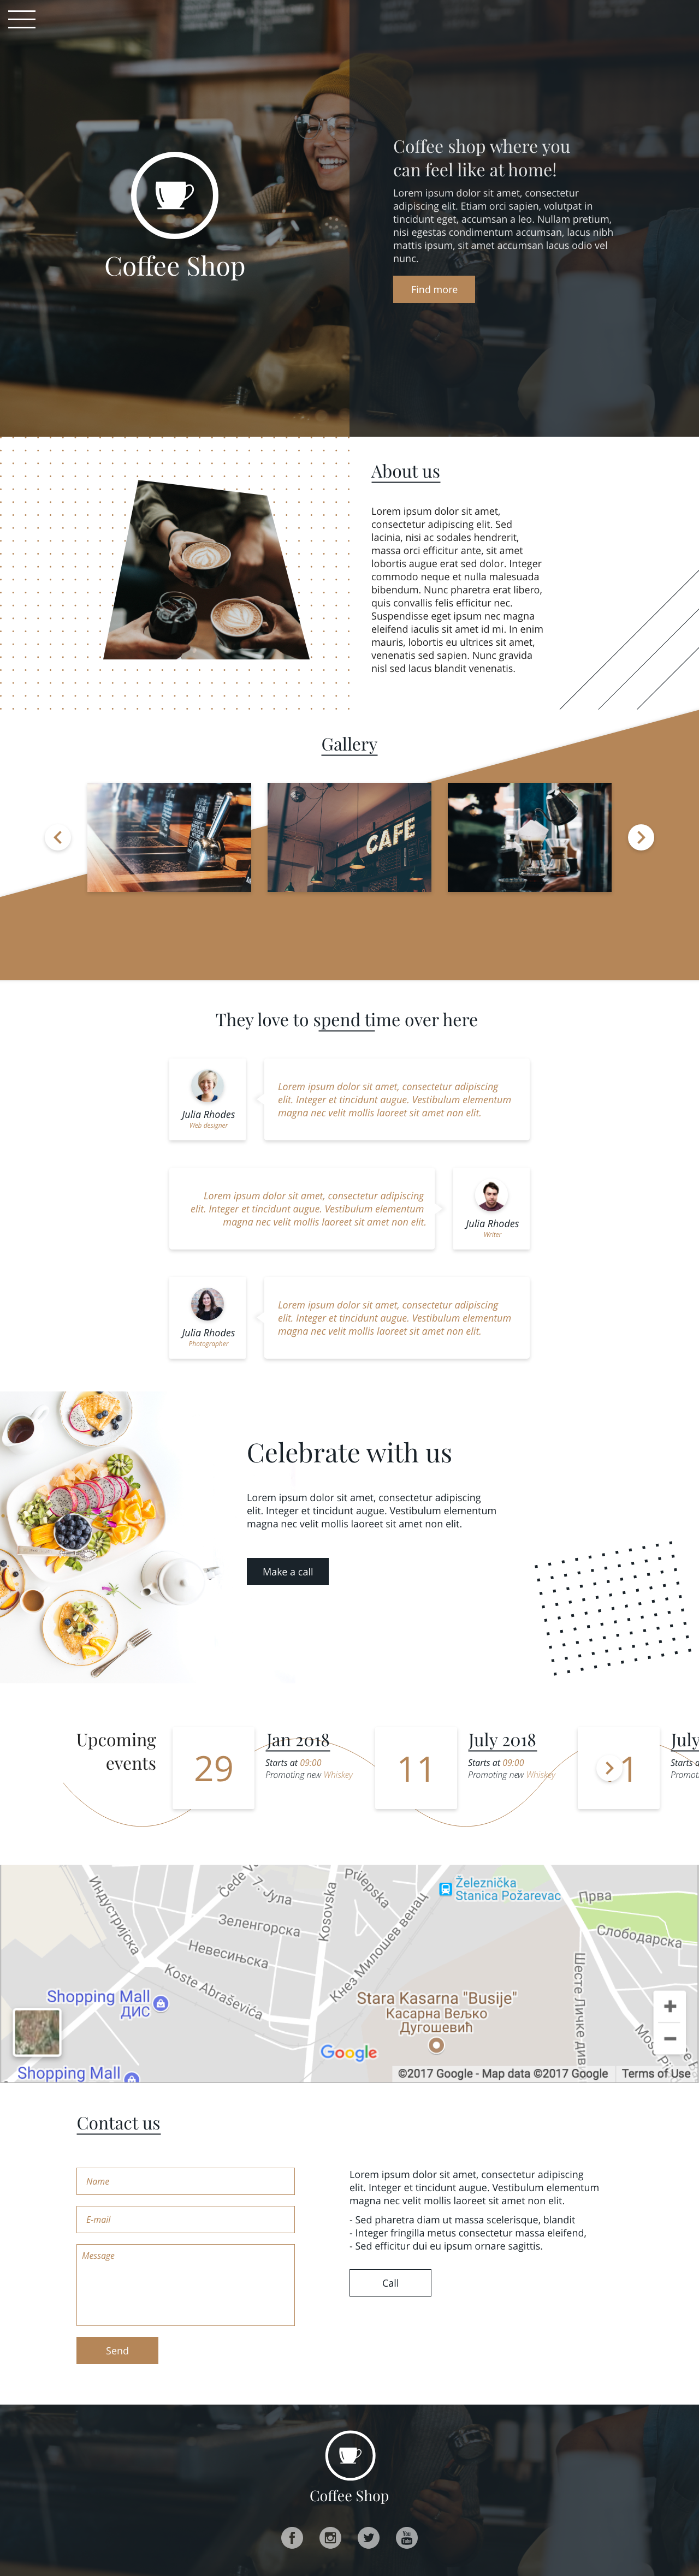 Coffee Shop
Coffee shop where you
can feel like at home!
Lorem ipsum dolor sit amet, consectetur
adipiscing elit. Etiam orci sapien, volutpat in
tincidunt eget, accumsan a leo. Nullam pretium,
nisi egestas condimentum accumsan, lacus nibh
mattis ipsum, sit amet accumsan lacus odio vel
nunc.
Find more
About us
Lorem ipsum dolor sit amet,
consectetur adipiscing elit. Sed
lacinia, nisi ac sodales hendrerit,
massa orci efficitur ante, sit amet
lobortis augue erat sed dolor. Integer
commodo neque et nulla malesuada
bibendum. Nunc pharetra erat libero,
quis convallis felis efficitur nec.
Suspendisse eget ipsum nec magna
eleifend iaculis sit amet id mi. In enim
mauris, lobortis eu ultrices sit amet,
venenatis sed sapien. Nunc gravida
nisl sed lacus blandit venenatis.
Gallery
CAFE
They love to spend time over here
Julia Rhodes
Web designer
Lorem ipsum dolor sit amet, consectetur adipiscing
elit. Integer et tincidunt augue. Vestibulum elementum
magna nec velit mollis laoreet sit amet non elit.
Lorem ipsum dolor sit amet, consectetur adipiscing
elit. Integer et tincidunt augue. Vestibulum elementum
magna nec velit mollis laoreet sit amet non elit.
Julia Rhodes
Writer
Julia Rhodes
Photographer
Lorem ipsum dolor sit amet, consectetur adipiscing
elit. Integer et tincidunt augue. Vestibulum elementum
magna nec velit mollis laoreet sit amet non elit.
Celebrate with us
Lorem ipsum dolor sit amet, consectetur adipiscing
elit. Integer et tincidunt augue. Vestibulum elementum
magna nec velit mollis laoreet sit amet non elit.
Make a call
Upcoming
events
29
Jan 2018
Starts at 09:00
Promoting new Whiskey
11
July 2018
Starts at 09:00
Promoting new Whiskey
1
July
Starts a
Promot
Индустријска
Čede
7. Јула
Зеленгорска
Невесињска
Koste Abraševića
Kosovska
Prilepska
Кнез Милошев венац
Železnička
Stanica Požarevac
Прва
Слободарска
Шесте Личке див
Shopping Mall
ДИС
Stara Kasarna "Busije"
Касарна Вељко
Дугошевић
Shopping Mall
Google
©2017 Google - Map data ©2017 Google
Terms of Use
Contact us
Name
E-mail
Message
Send
Lorem ipsum dolor sit amet, consectetur adipiscing
elit. Integer et tincidunt augue. Vestibulum elementum
magna nec velit mollis laoreet sit amet non elit.
- Sed pharetra diam ut massa scelerisque, blandit
- Integer fringilla metus consectetur massa eleifend,
- Sed efficitur dui eu ipsum ornare sagittis.
Call
Coffee Shop
You
Tube